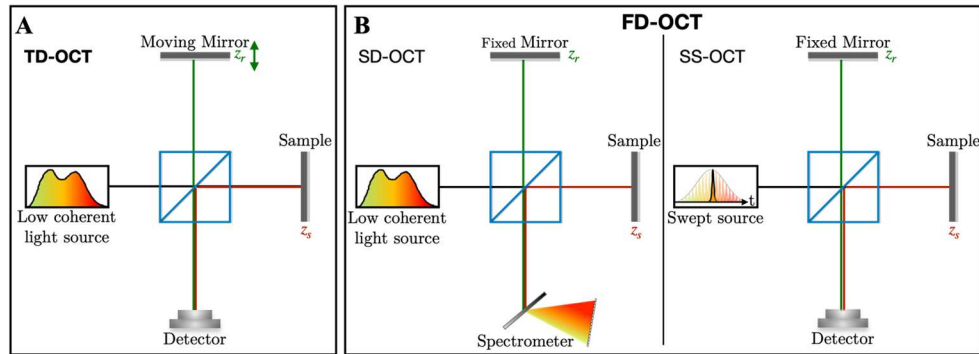 A
TD-OCT
Moving Mirror
z_r
Sample
Low coherent
light source
z_s
Detector
B
FD-OCT
SD-OCT
Fixed Mirror
z_r
Sample
Low coherent
light source
z_s
Spectrometer
SS-OCT
Fixed Mirror
z_r
Sample
t
Swept source
z_s
Detector